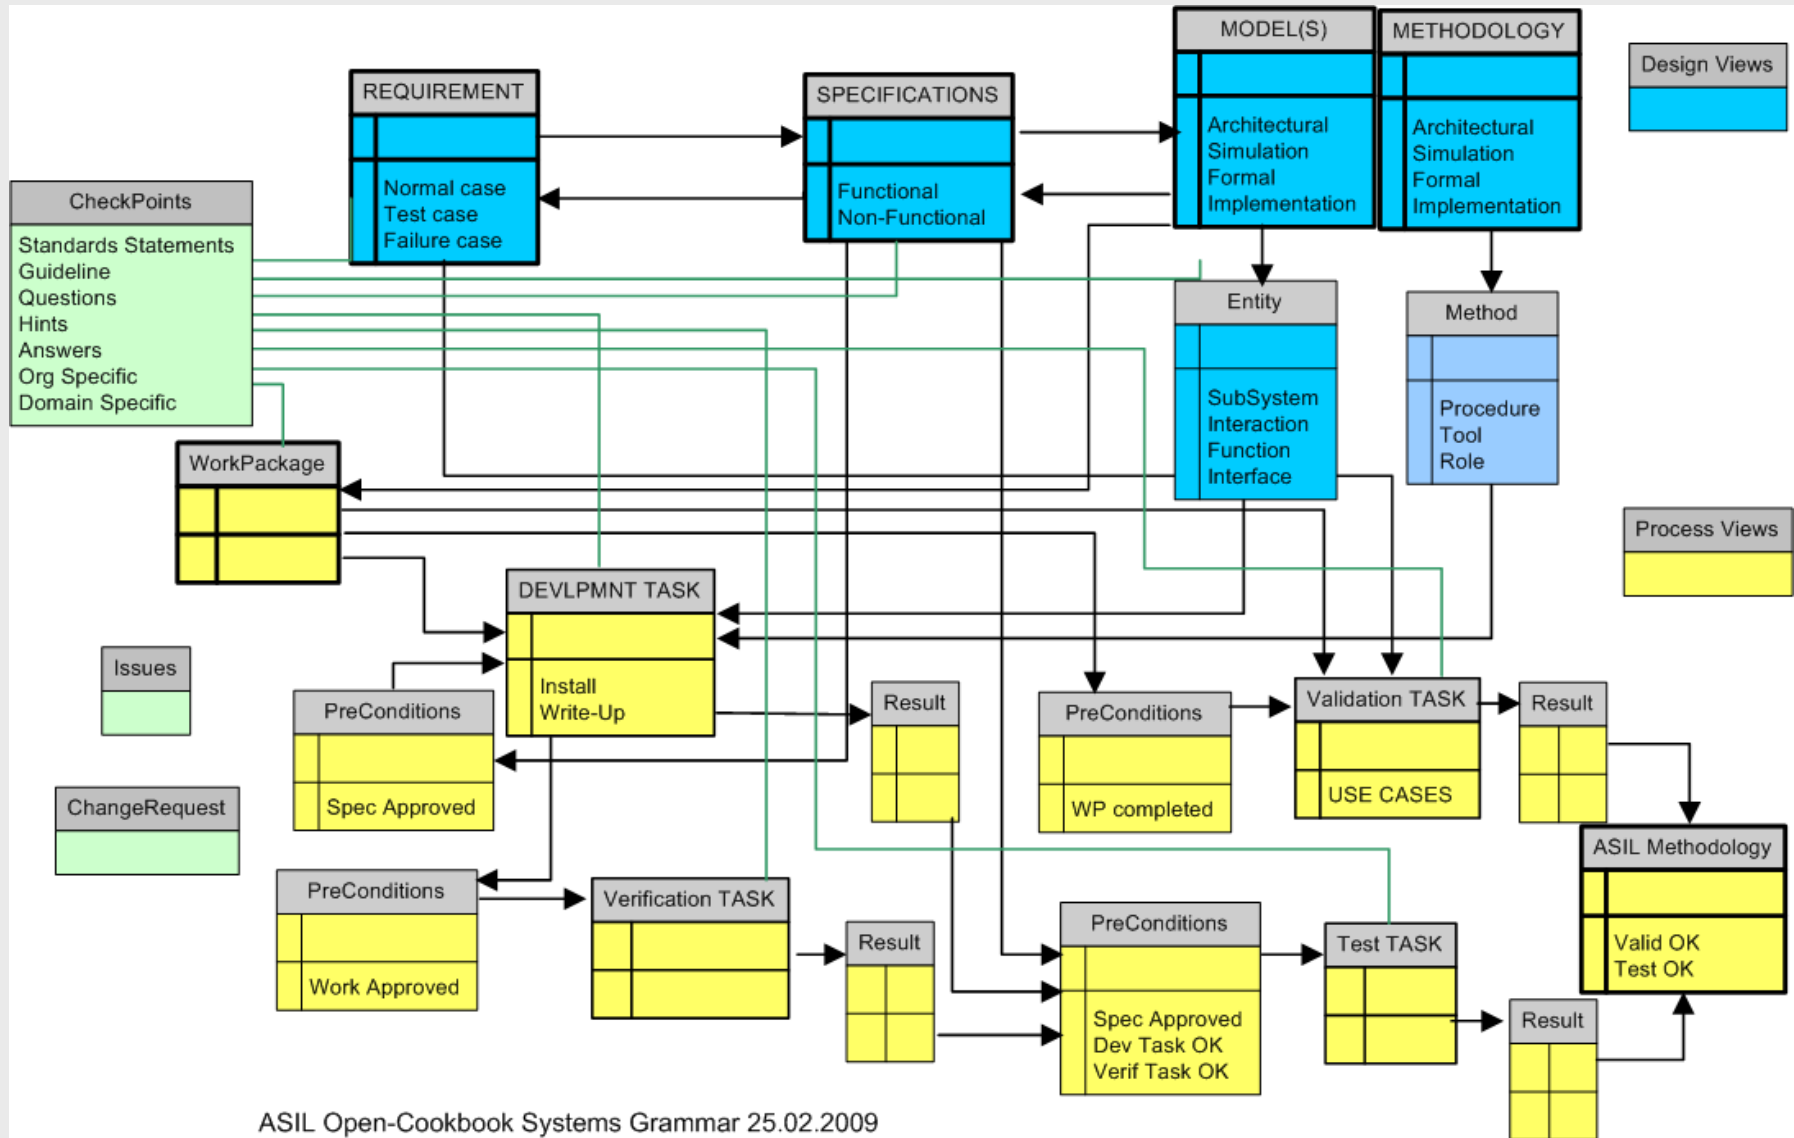 MODEL(S)
METHODOLOGY
Design Views
REQUIREMENT
SPECIFICATIONS
Architectural
Simulation
Formal
Implementation
Architectural
Simulation
Formal
Implementation
Normal case
Test case
Failure case
Functional
Non-Functional
CheckPoints
Standards Statements
Guideline
Questions
Hints
Answers
Org Specific
Domain Specific
Entity
SubSystem
Interaction
Function
Interface
Method
Procedure
Tool
Role
WorkPackage
Process Views
DEVLPMNT TASK
Install
Write-Up
Issues
PreConditions
Spec Approved
Result
PreConditions
WP completed
Validation TASK
USE CASES
Result
ChangeRequest
ASIL Methodology
Valid OK
Test OK
PreConditions
Work Approved
Verification TASK
Result
PreConditions
Spec Approved
Dev Task OK
Verif Task OK
Test TASK
Result
ASIL Open-Cookbook Systems Grammar 25.02.2009